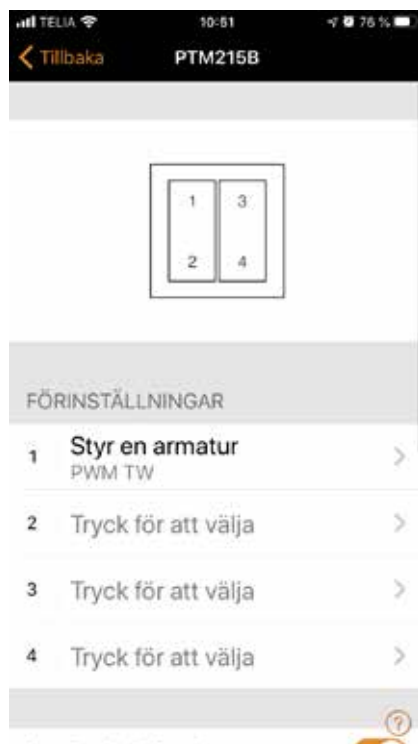 TELIA 10:51 76 %
Tillbaka PTM215B
1 3
2 4
FÖRINSTÄLLNINGAR
1 Styr en armatur
PWM TW
2 Tryck för att välja
3 Tryck för att välja
4 Tryck för att välja
?